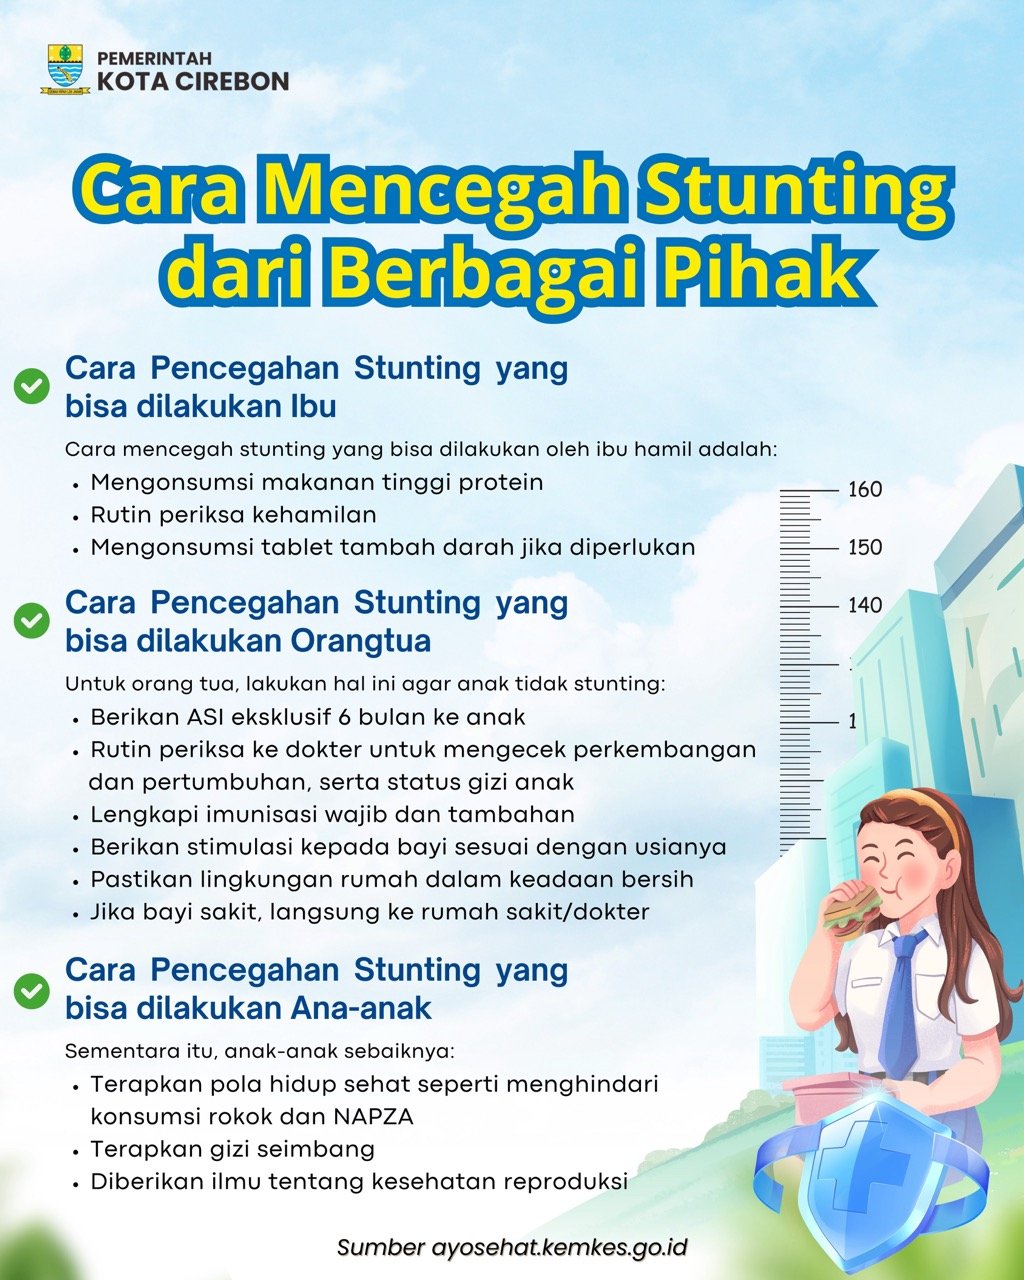 PEMERINTAH
KOTA CIREBON
Cara Mencegah Stunting
dari Berbagai Pihak
Cara Pencegahan Stunting yang
bisa dilakukan Ibu
Cara mencegah stunting yang bisa dilakukan oleh ibu hamil adalah:
• Mengonsumsi makanan tinggi protein
• Rutin periksa kehamilan
• Mengonsumsi tablet tambah darah jika diperlukan
160
150
140
1
Cara Pencegahan Stunting yang
bisa dilakukan Orangtua
Untuk orang tua, lakukan hal ini agar anak tidak stunting:
• Berikan ASI eksklusif 6 bulan ke anak
• Rutin periksa ke dokter untuk mengecek perkembangan
dan pertumbuhan, serta status gizi anak
• Lengkapi imunisasi wajib dan tambahan
• Berikan stimulasi kepada bayi sesuai dengan usianya
• Pastikan lingkungan rumah dalam keadaan bersih
• Jika bayi sakit, langsung ke rumah sakit/dokter
Cara Pencegahan Stunting yang
bisa dilakukan Ana-anak
Sementara itu, anak-anak sebaiknya:
• Terapkan pola hidup sehat seperti menghindari
konsumsi rokok dan NAPZA
• Terapkan gizi seimbang
• Diberikan ilmu tentang kesehatan reproduksi
Sumber ayosehat.kemkes.go.id